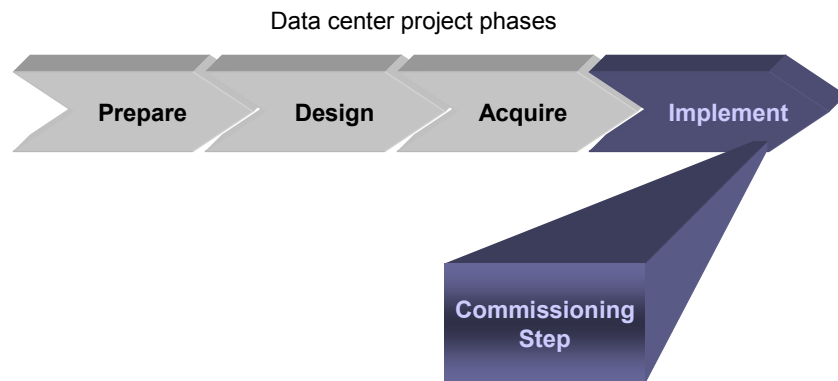 Data center project phases
Prepare
Design
Acquire
Implement
Commissioning
Step